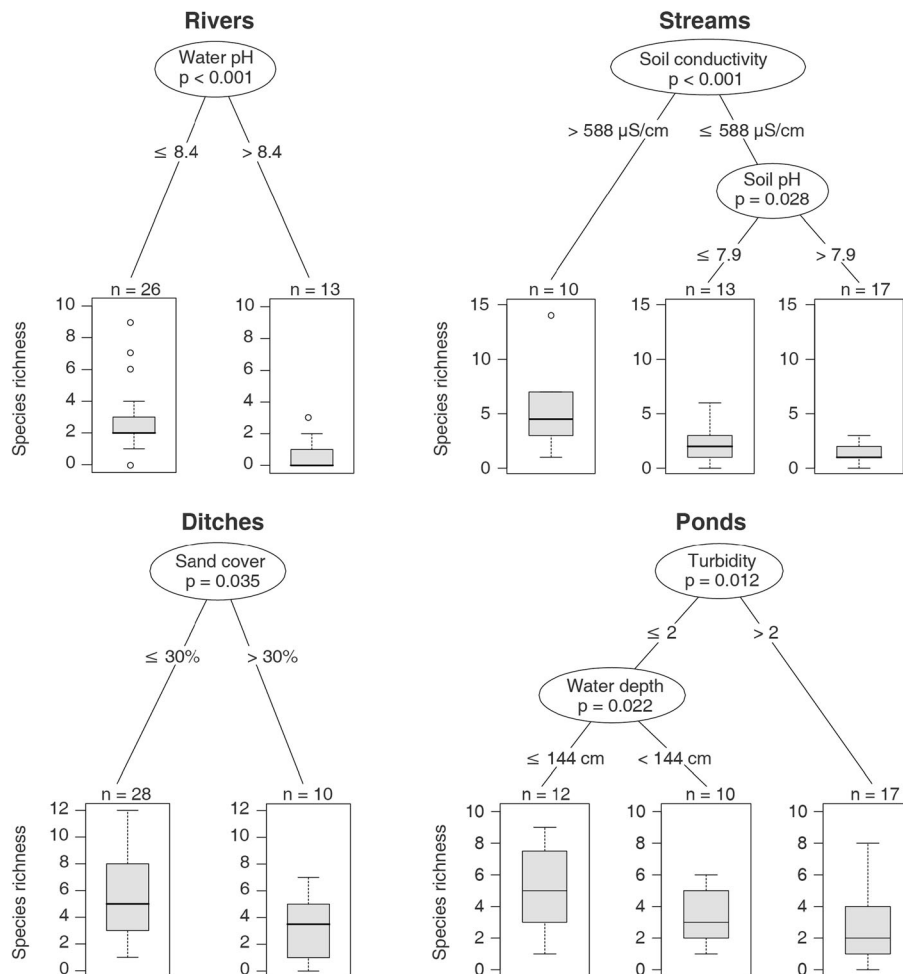 Rivers
Water pH
p < 0.001
≤ 8.4
> 8.4
n = 26
n = 13
Species richness
10
8
6
4
2
0
10
8
6
4
2
0
Streams
Soil conductivity
p < 0.001
> 588 µS/cm
≤ 588 µS/cm
Soil pH
p = 0.028
≤ 7.9
> 7.9
n = 10
n = 13
n = 17
Species richness
15
10
5
0
15
10
5
0
15
10
5
0
Ditches
Sand cover
p = 0.035
≤ 30%
> 30%
n = 28
n = 10
Species richness
12
10
8
6
4
2
0
12
10
8
6
4
2
0
Ponds
Turbidity
p = 0.012
≤ 2
> 2
Water depth
p = 0.022
≤ 144 cm
< 144 cm
n = 12
n = 10
n = 17
Species richness
10
8
6
4
2
0
10
8
6
4
2
0
10
8
6
4
2
0